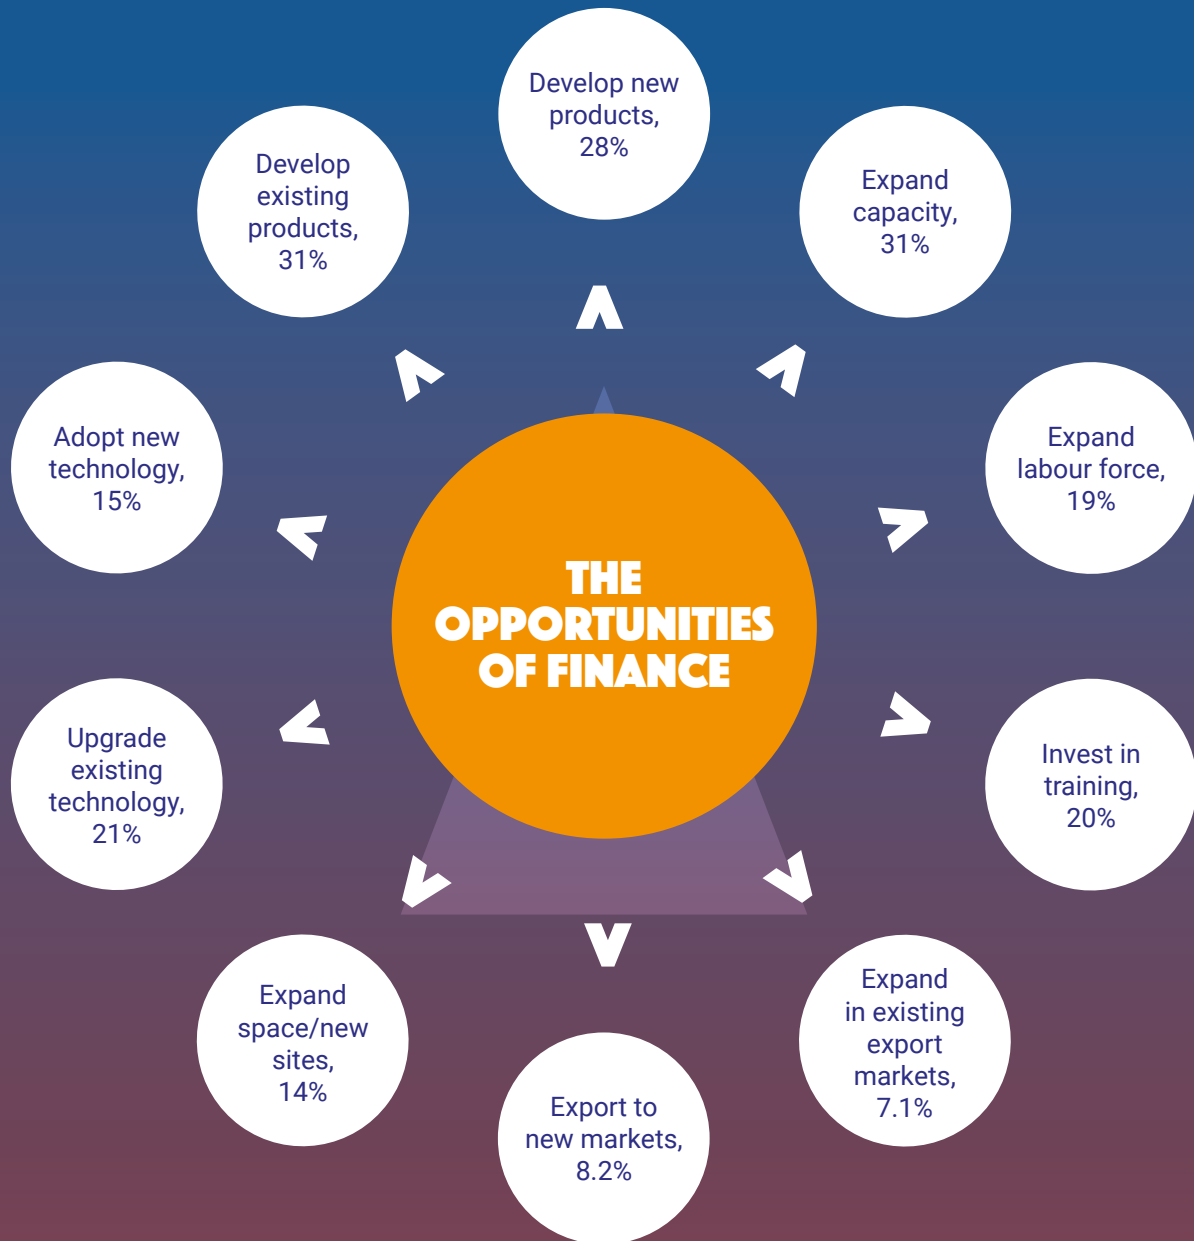 Develop new
products,
28%
Develop
existing
products,
31%
Expand
capacity,
31%
Adopt new
technology,
15%
Expand
labour force,
19%
THE
OPPORTUNITIES
OF FINANCE
Upgrade
existing
technology,
21%
Invest in
training,
20%
Expand
space/new
sites,
14%
Expand
in existing
export
markets,
7.1%
Export to
new markets,
8.2%